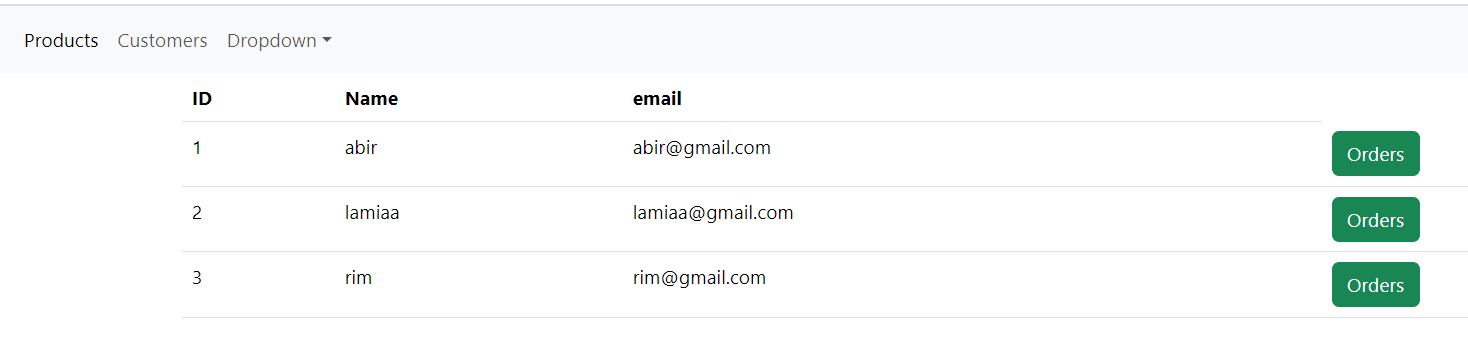 Products Customers Dropdown
ID Name email
1 abir abir@gmail.com Orders
2 lamiaa lamiaa@gmail.com Orders
3 rim rim@gmail.com Orders